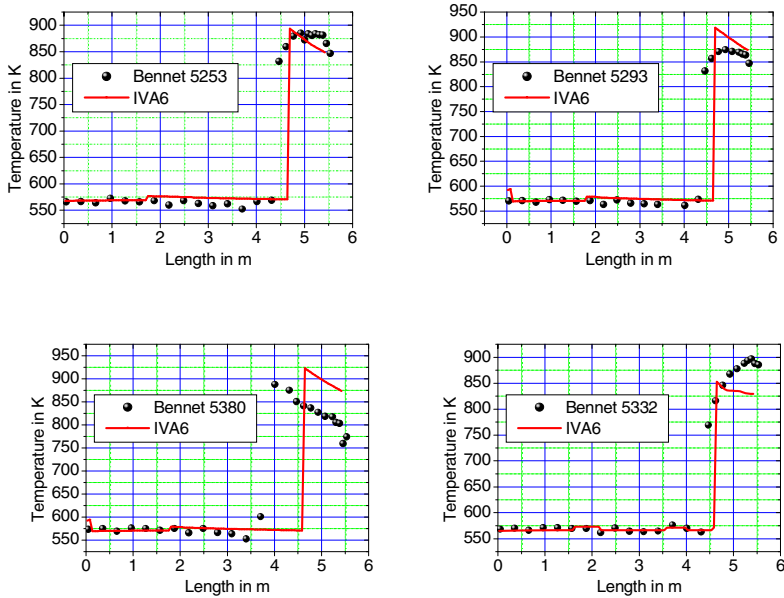 900
850
800
750
700
650
600
550
Temperature in K
Bennet 5253
IVA6
0 1 2 3 4 5 6
Length in m
950
900
850
800
750
700
650
600
550
Temperature in K
Bennet 5293
IVA6
0 1 2 3 4 5 6
Length in m
950
900
850
800
750
700
650
600
550
Temperature in K
Bennet 5380
IVA6
0 1 2 3 4 5 6
Length in m
900
850
800
750
700
650
600
550
Temperature in K
Bennet 5332
IVA6
0 1 2 3 4 5 6
Length in m